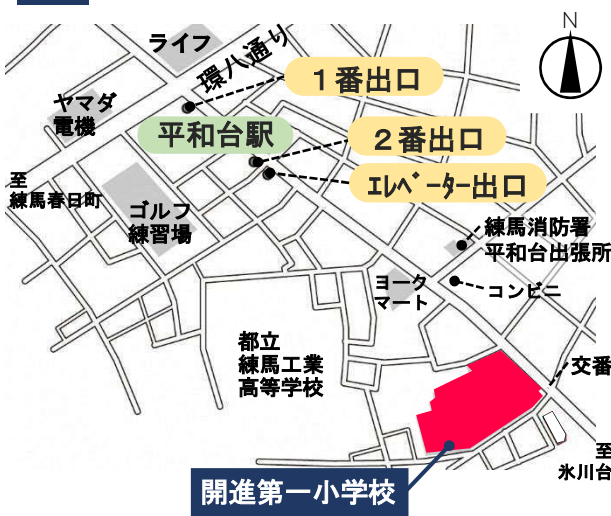 ライフ
環八通り
N
1番出口
ヤマダ
電機
平和台駅
2番出口
エレベーター出口
至
練馬春日町
ゴルフ
練習場
練馬消防署
平和台出張所
ヨーク
マート
コンビニ
都立
練馬工業
高等学校
交番
至
氷川台
開進第一小学校